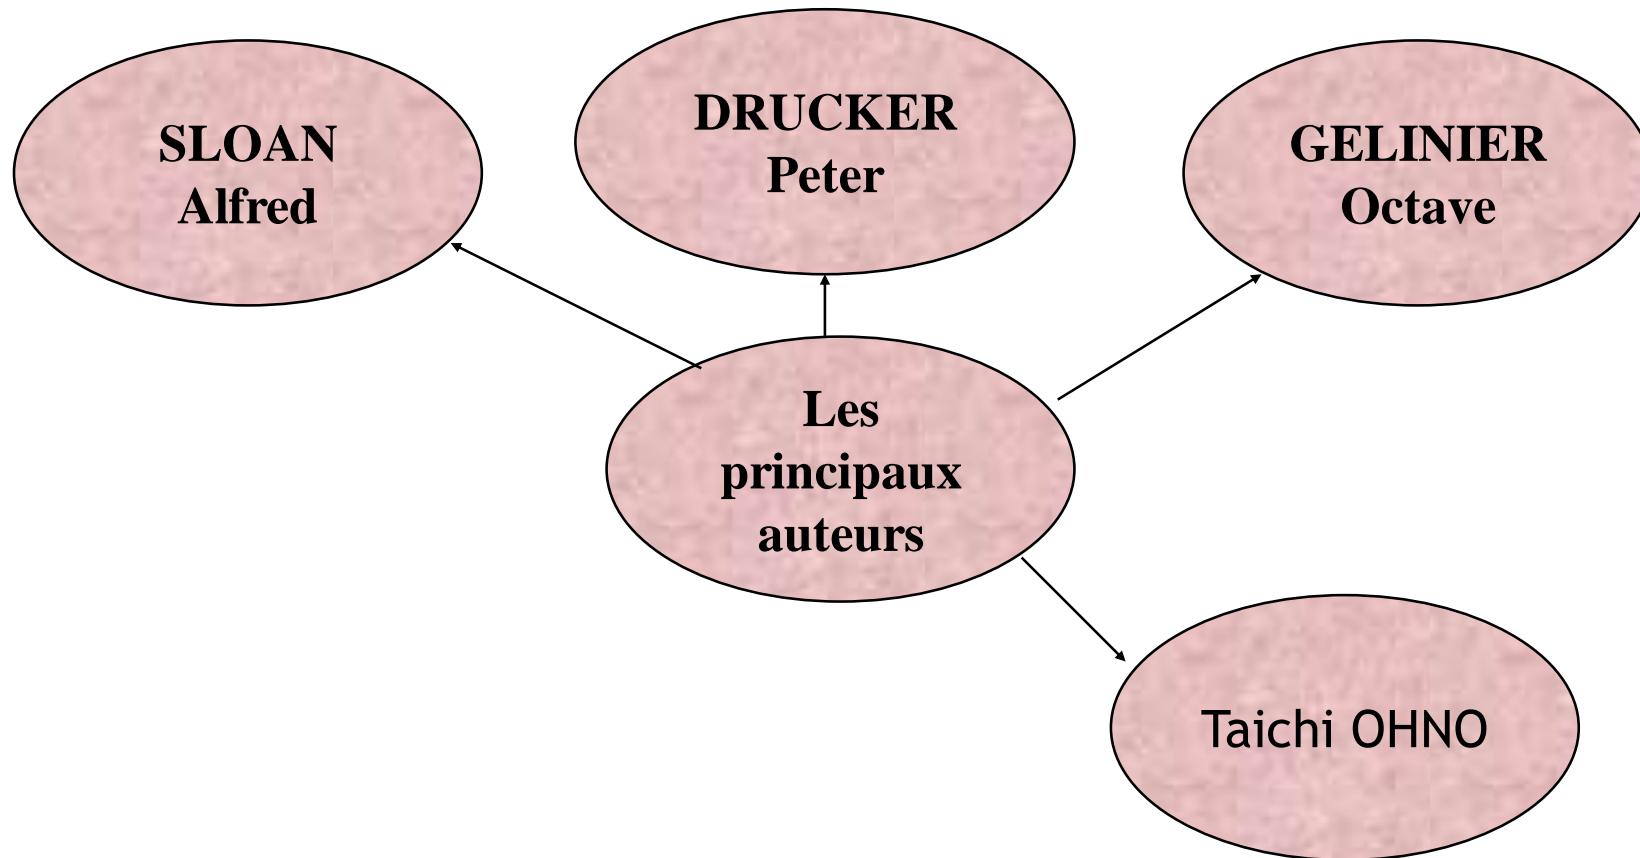 SLOAN
Alfred
DRUCKER
Peter
GELINIER
Octave
Les
principaux
auteurs
Taichi OHNO